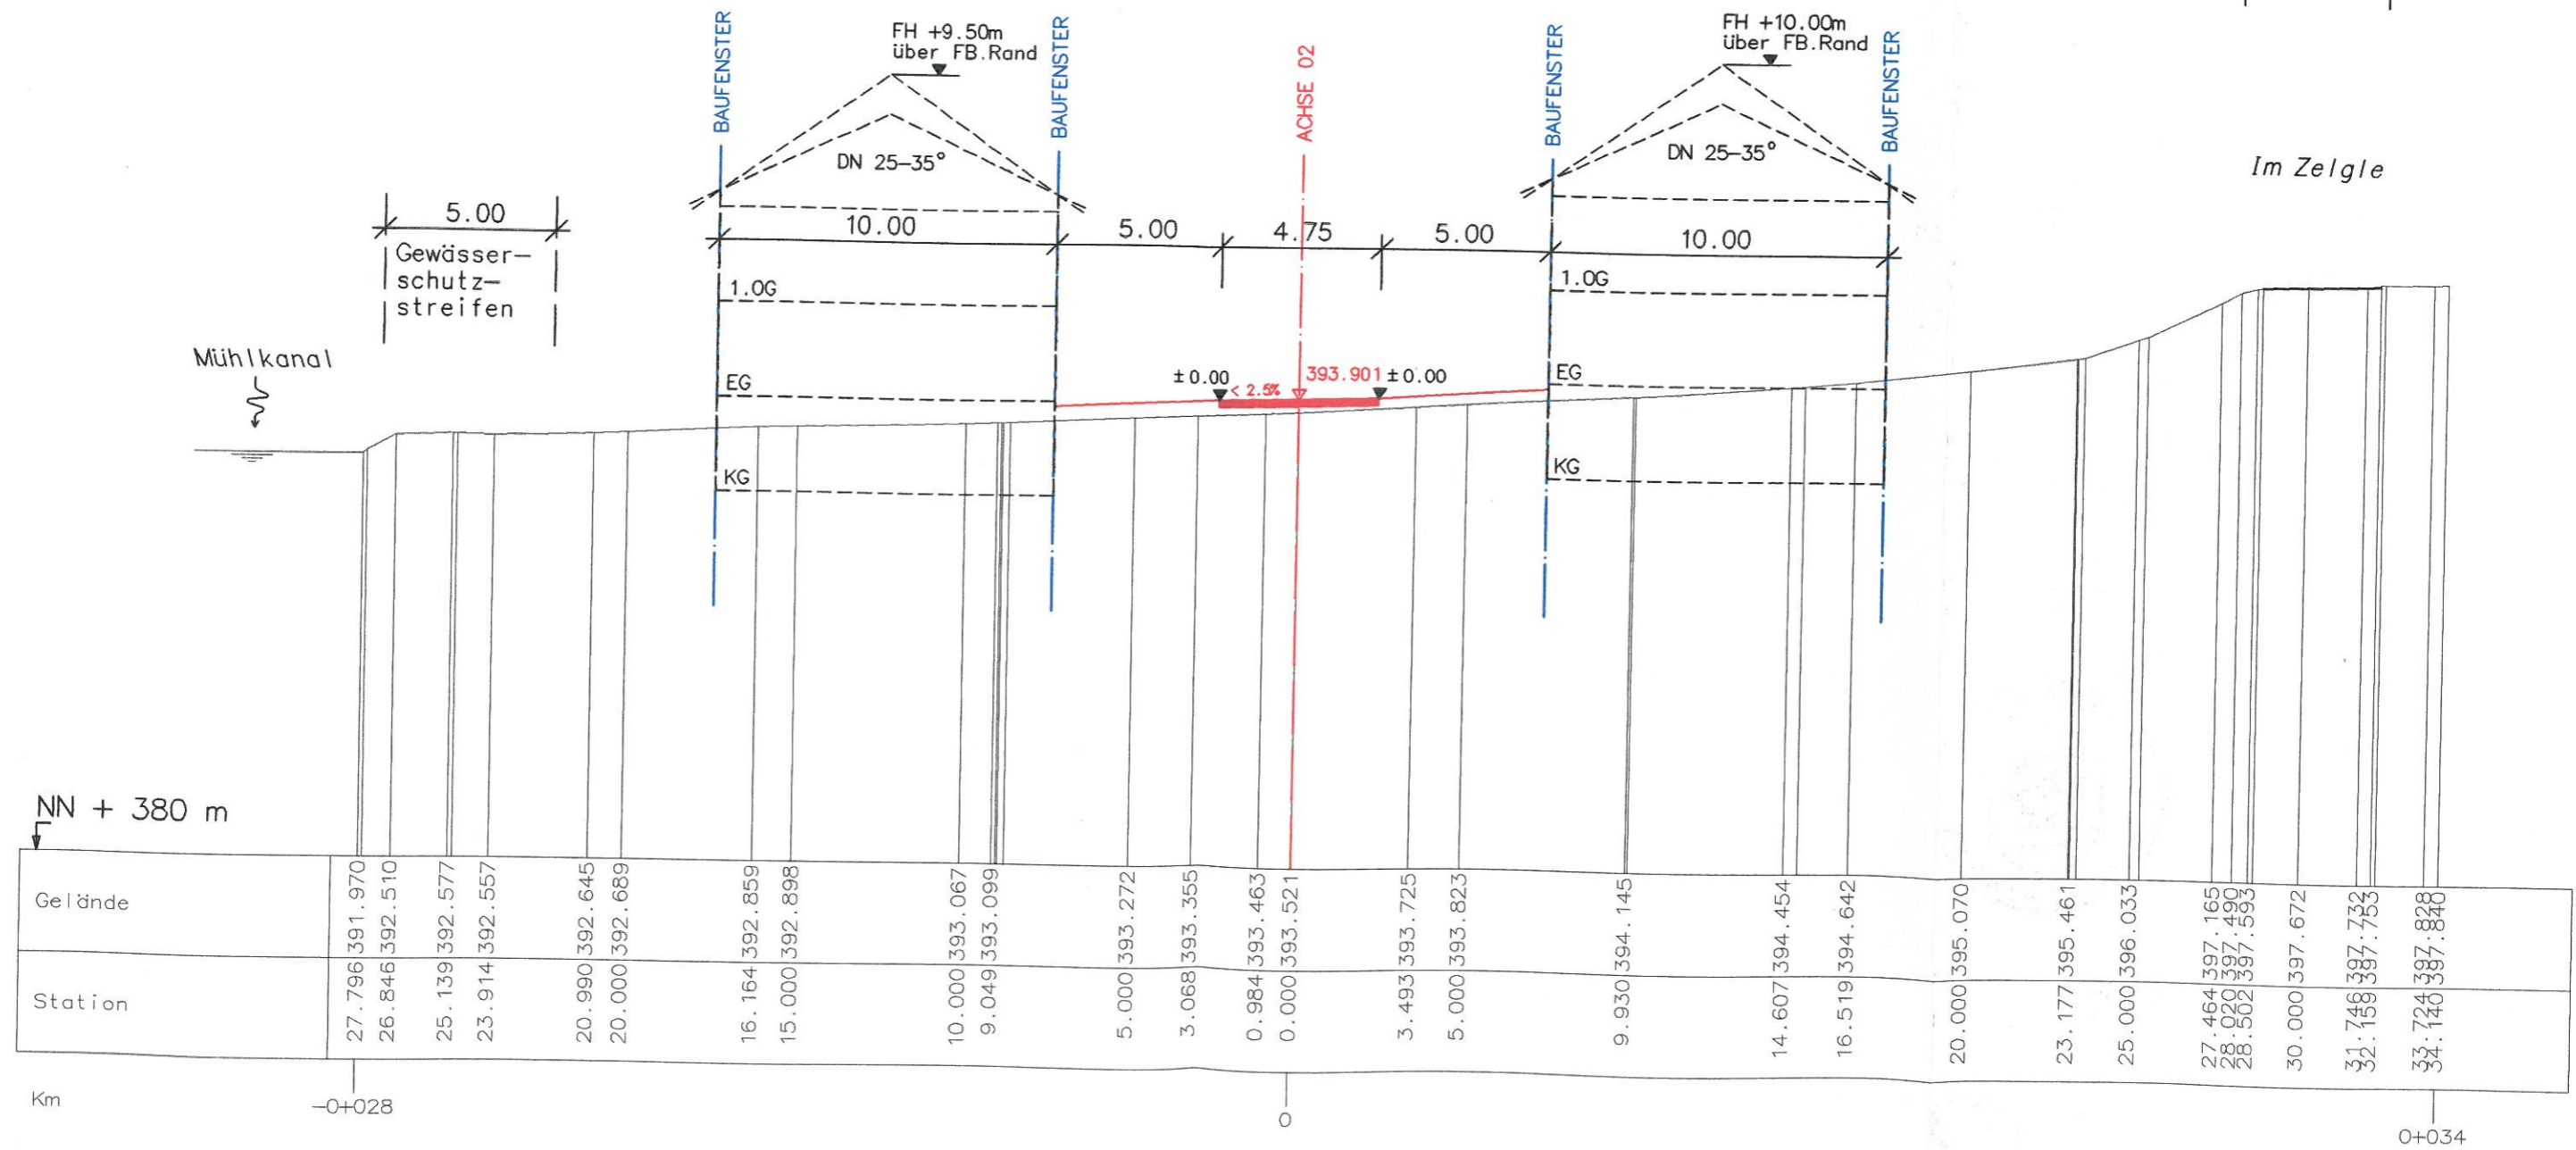 BAUFENSTER
FH +9.50m
über FB.Rand
BAUFENSTER
ACHSE 02
BAUFENSTER
FH +10.00m
über FB.Rand
BAUFENSTER
DN 25–35°
DN 25–35°
Im Zelgle
5.00
10.00
5.00
4.75
5.00
10.00
Gewässer–
schutz–
streifen
1.OG
1.OG
Mühlkanal
EG
±0.00
< 2.5%
393.901
±0.00
EG
KG
KG
NN + 380 m
Gelände
391.970
392.510
392.577
392.557
392.645
392.689
392.859
392.898
393.067
393.099
393.272
393.355
393.463
393.521
393.725
393.823
394.145
394.454
394.642
395.070
395.461
396.033
397.165
397.490
397.593
397.672
397.732
397.753
397.828
397.840
Station
27.796
26.846
25.139
23.914
20.990
20.000
16.164
15.000
10.000
9.049
5.000
3.068
0.984
0.000
3.493
5.000
9.930
14.607
16.519
20.000
23.177
25.000
27.464
28.020
28.502
30.000
31.746
32.159
33.724
34.140
Km
–0+028
0
0+034